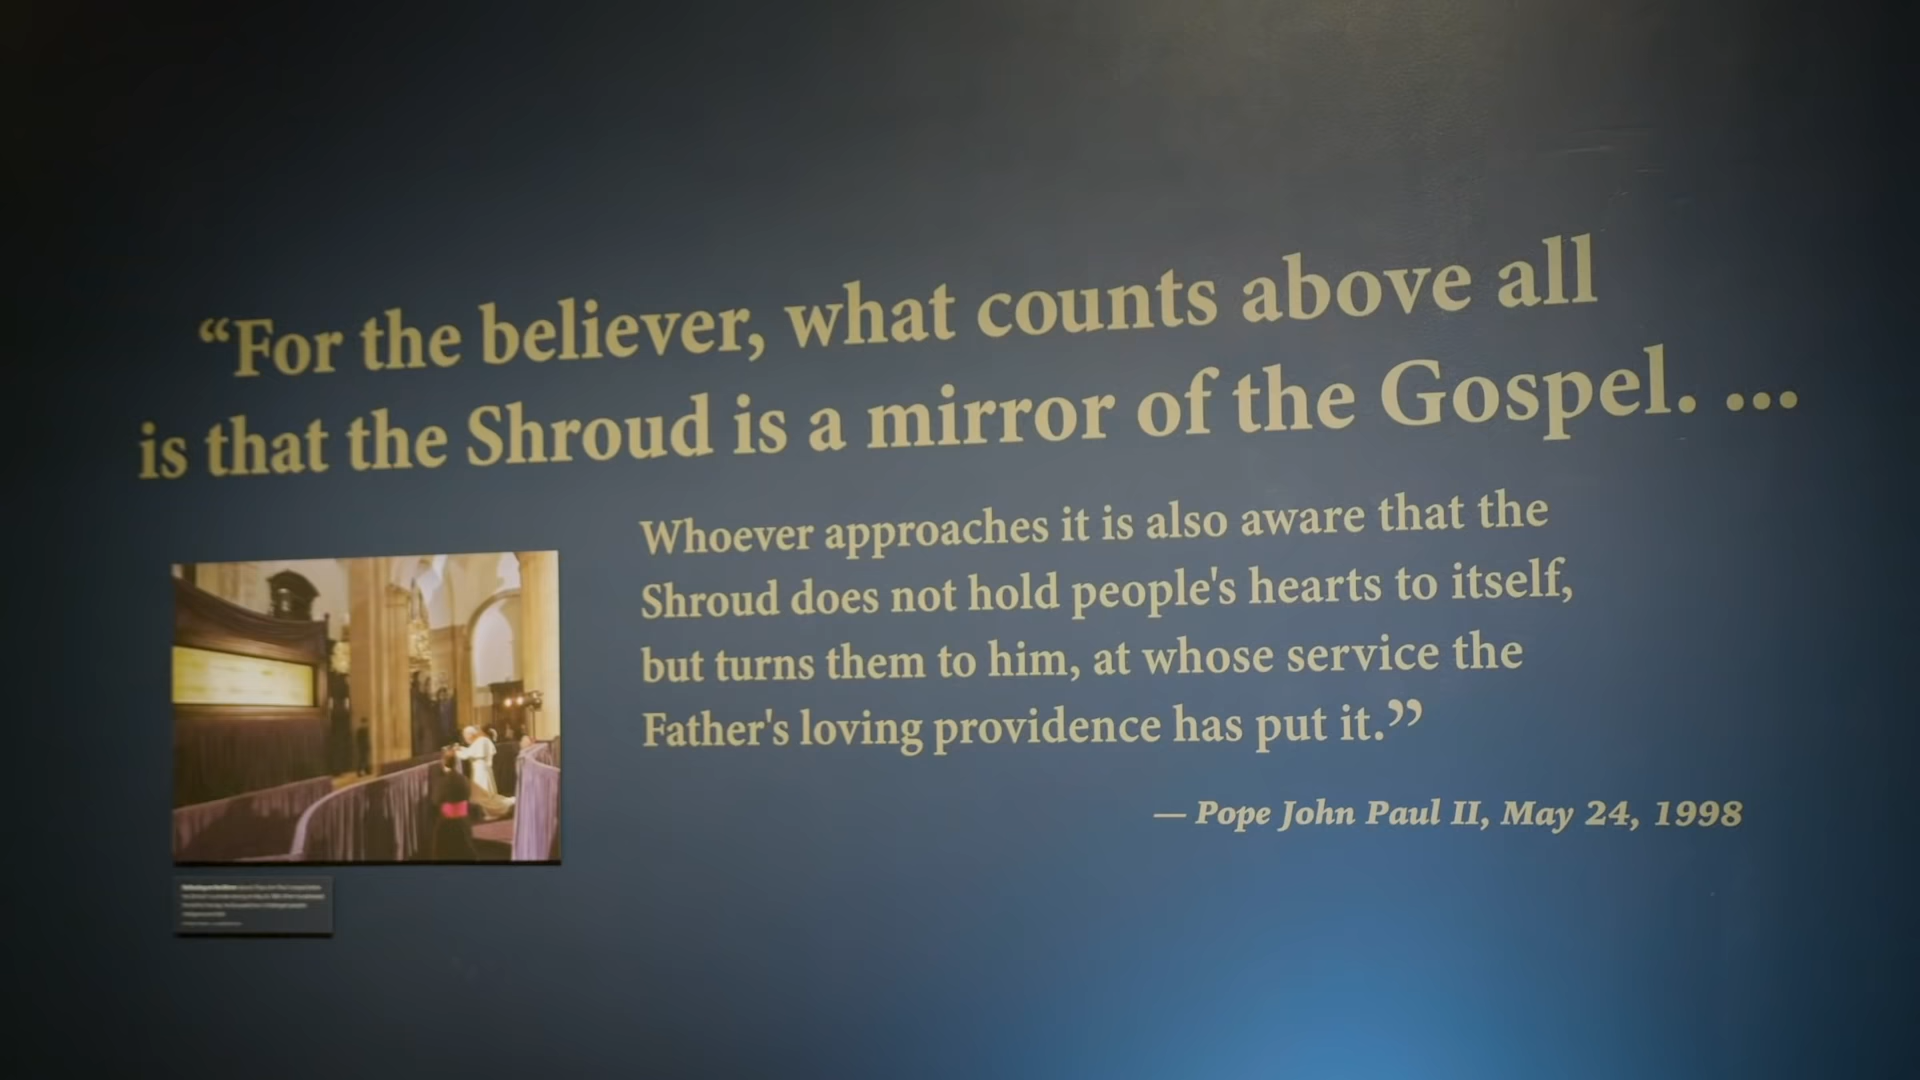 “For the believer, what counts above all
is that the Shroud is a mirror of the Gospel. ...
Whoever approaches it is also aware that the
Shroud does not hold people's hearts to itself,
but turns them to him, at whose service the
Father's loving providence has put it.”
— Pope John Paul II, May 24, 1998